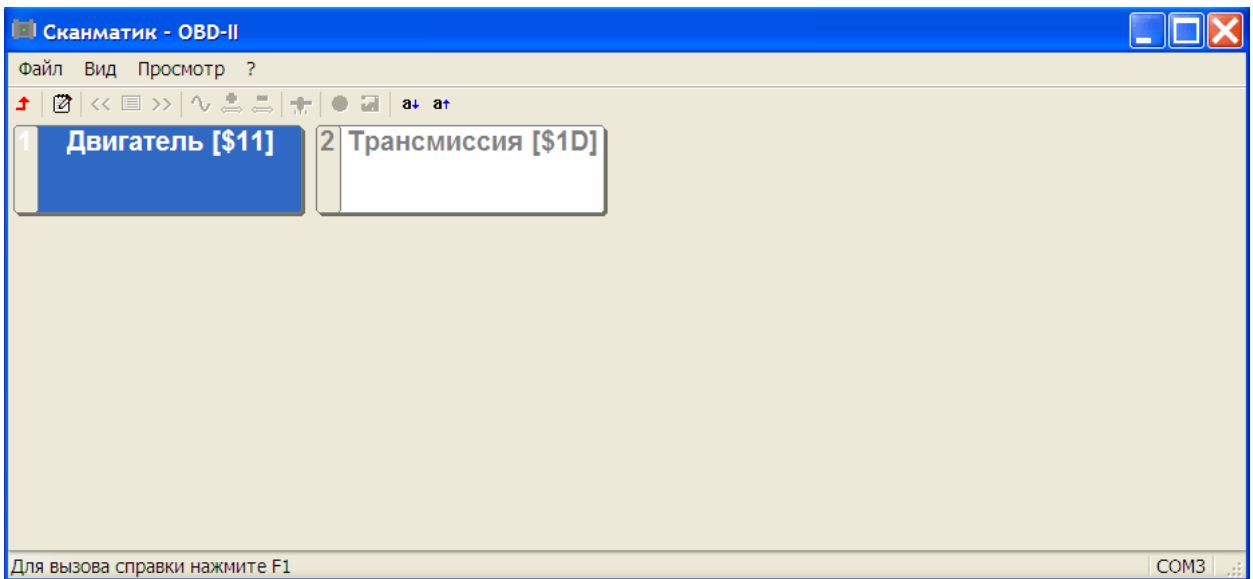 Сканматик - OBD-II
Файл Вид Просмотр ?
<< >> a↓ a↑
1 Двигатель [$11] 2 Трансмиссия [$1D]
Для вызова справки нажмите F1 COM3